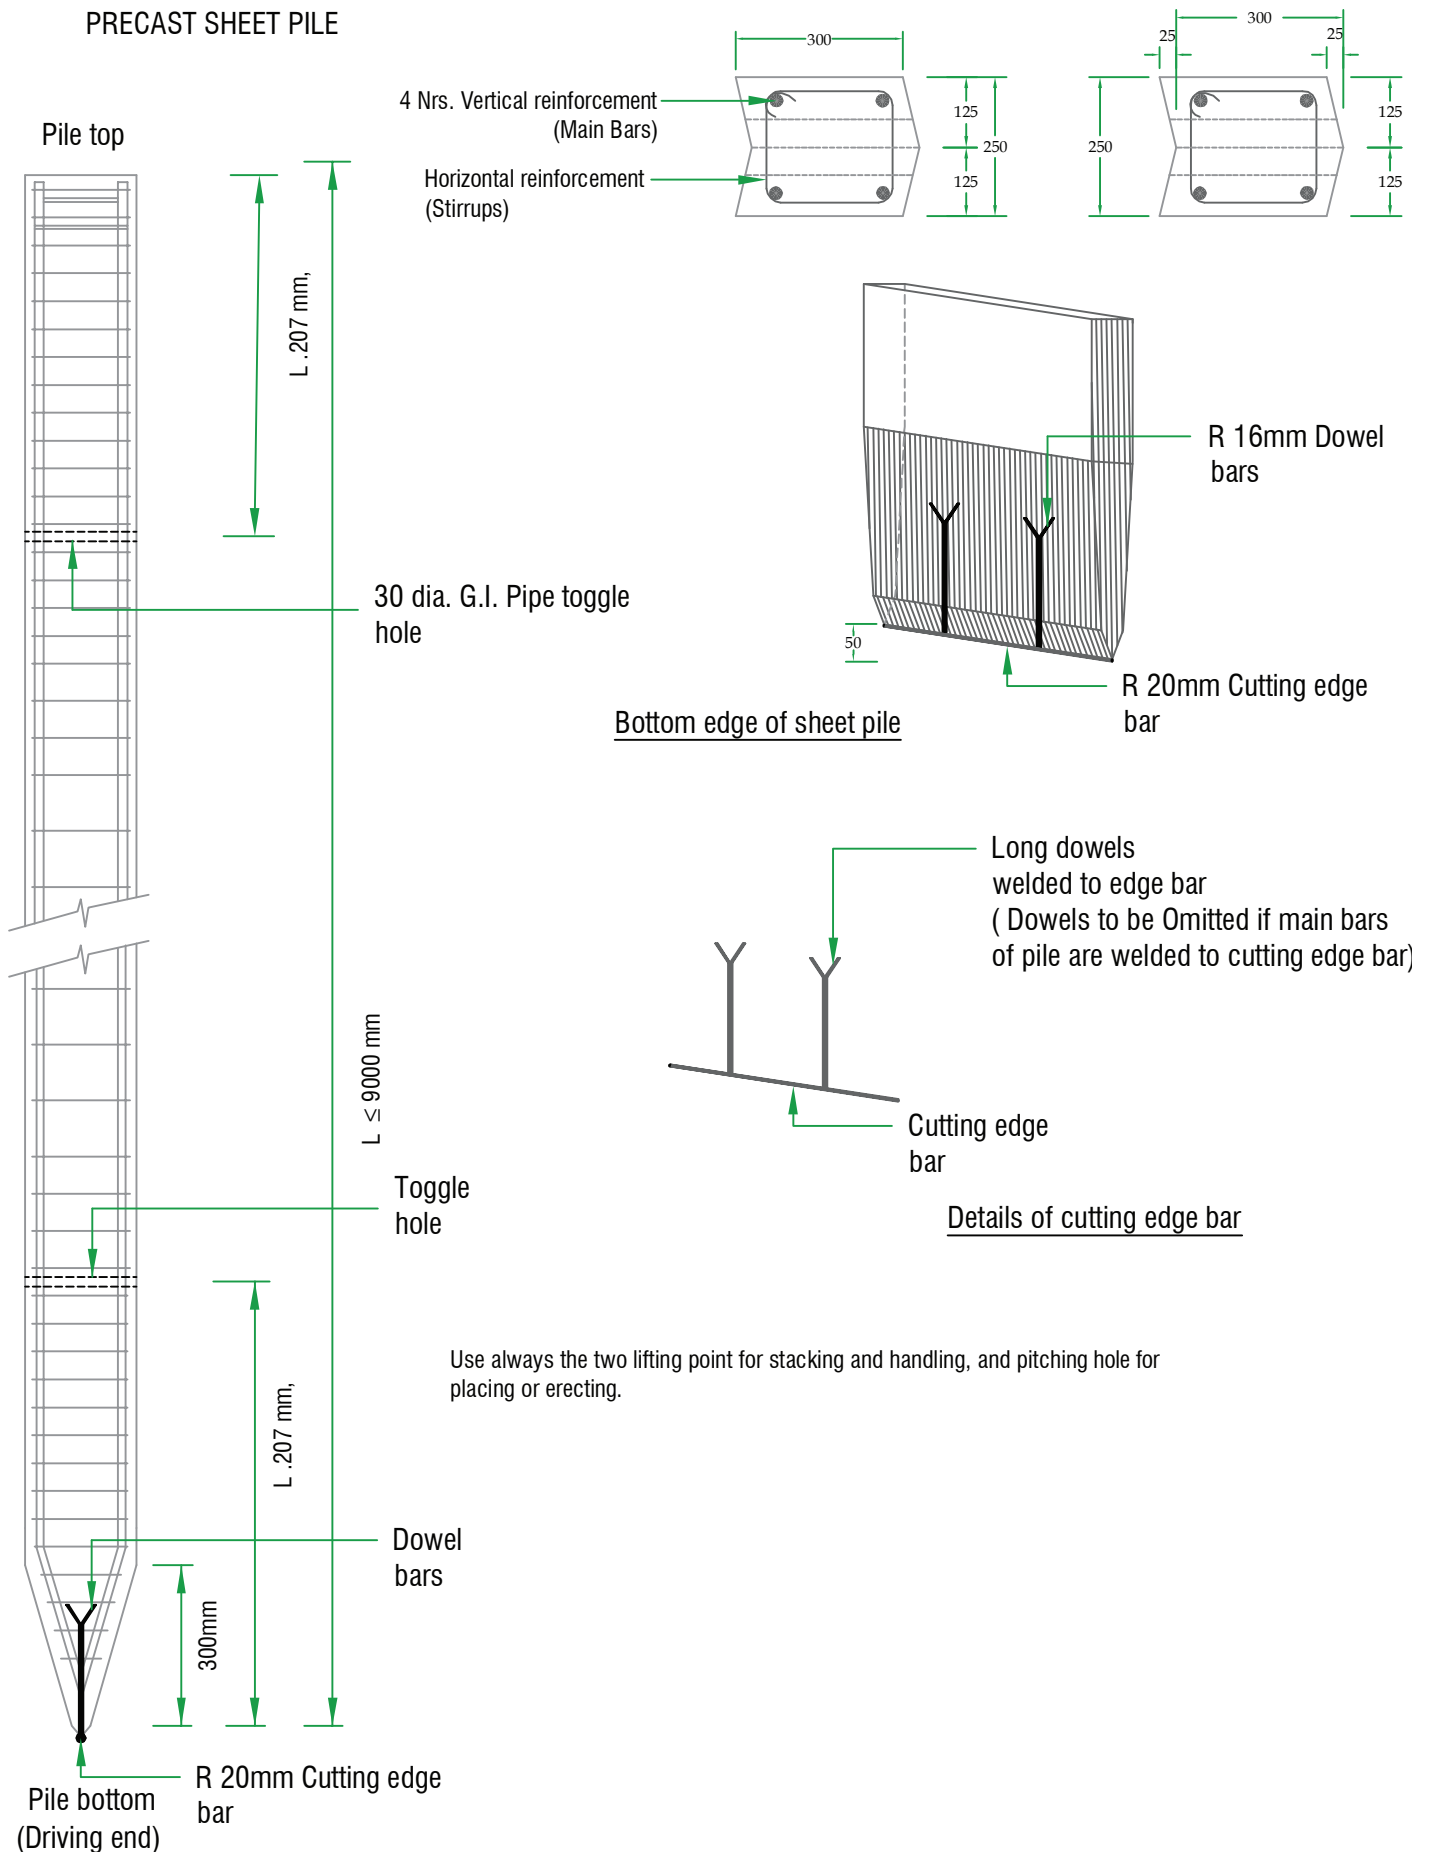 PRECAST SHEET PILE
300
300
25
25
4 Nrs. Vertical reinforcement
(Main Bars)
125
250
125
250
125
125
Horizontal reinforcement
(Stirrups)
Pile top
L .207 mm,
R 16mm Dowel
bars
30 dia. G.I. Pipe toggle
hole
50
R 20mm Cutting edge
bar
Bottom edge of sheet pile
Long dowels
welded to edge bar
( Dowels to be Omitted if main bars
of pile are welded to cutting edge bar)
L ≤ 9000 mm
Cutting edge
bar
Toggle
hole
Details of cutting edge bar
Use always the two lifting point for stacking and handling, and pitching hole for
placing or erecting.
L .207 mm,
Dowel
bars
300mm
R 20mm Cutting edge
bar
Pile bottom
(Driving end)